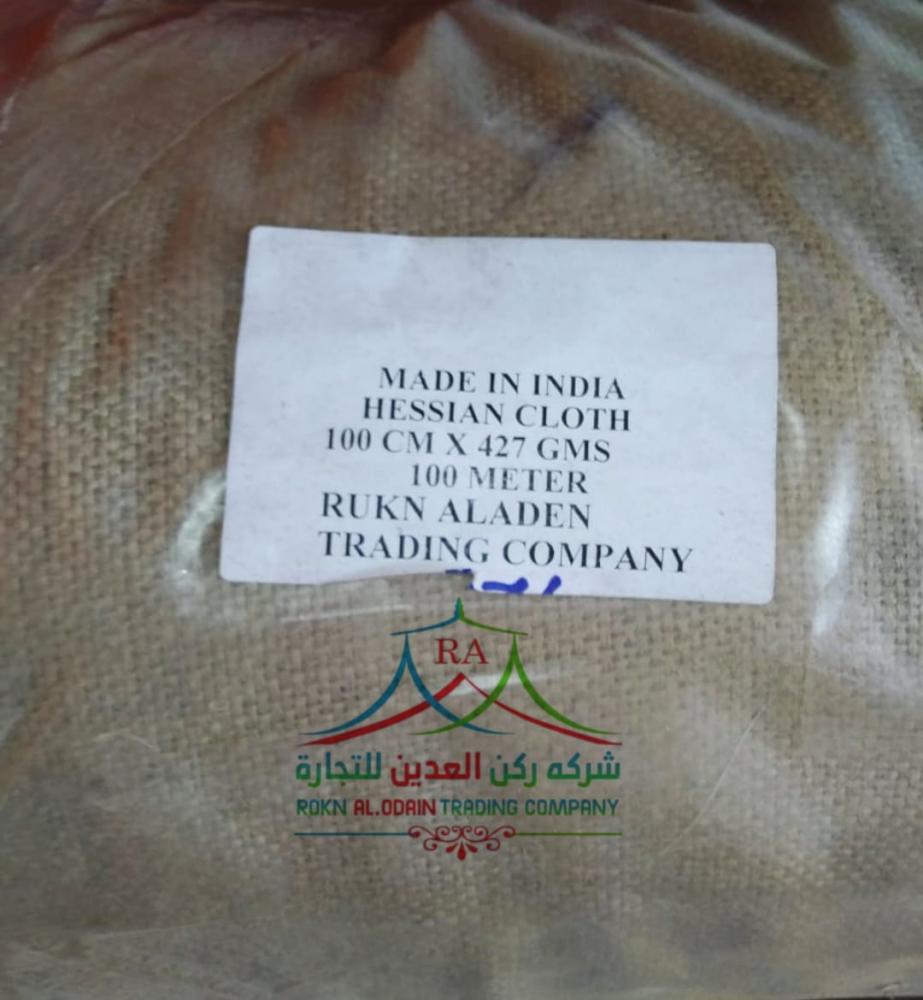 MADE IN INDIA
HESSIAN CLOTH
100 CM X 427 GMS
100 METER
RUKN ALADEN
TRADING COMPANY
RA
شركه ركن العدين للتجارة
ROKN AL.ODAIN TRADING COMPANY